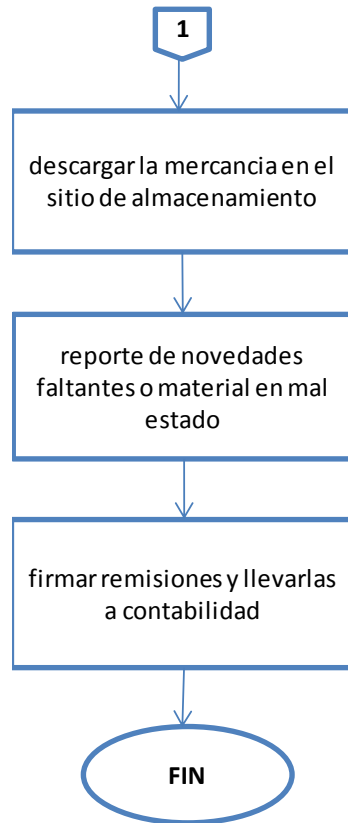 1
descargar la mercancia en el
sitio de almacenamiento
reporte de novedades
faltantes o material en mal
estado
firmar remisiones y llevarlas
a contabilidad
FIN